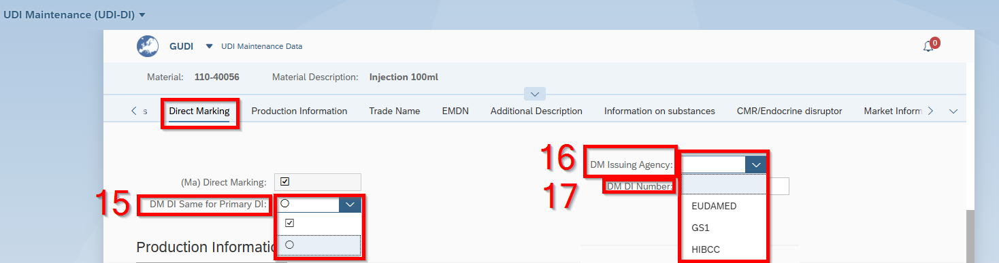 UDI Maintenance (UDI-DI)
GUDI UDI Maintenance Data 0
Material: 110-40056 Material Description: Injection 100ml
s Direct Marking Production Information Trade Name EMDN Additional Description Information on substances CMR/Endocrine disruptor Market Inform
16 DM Issuing Agency:
(Ma) Direct Marking: 17 DM DI Number:
15 DM DI Same for Primary DI:
EUDAMED
GS1
HIBCC
Production Informatio